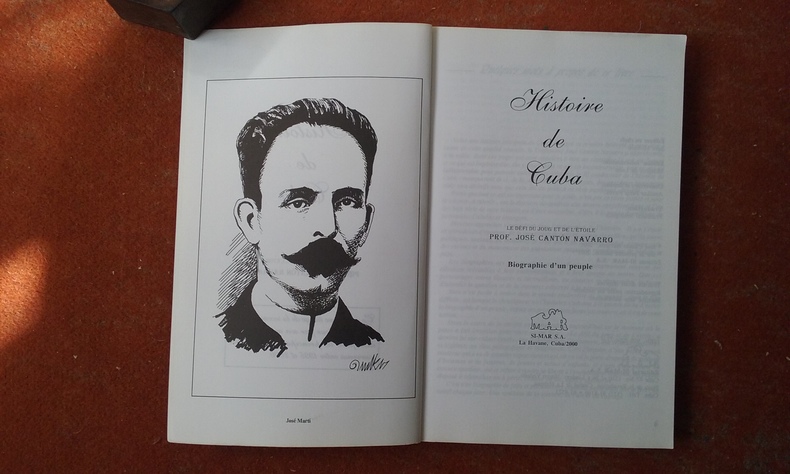 José Martí
Histoire
de
Cuba
LE DÉFI DU JOUG ET DE L'ÉTOILE
PROF. JOSÉ CANTÓN NAVARRO
Biographie d'un peuple
SI-MAR S.A.
La Havane, Cuba/2000